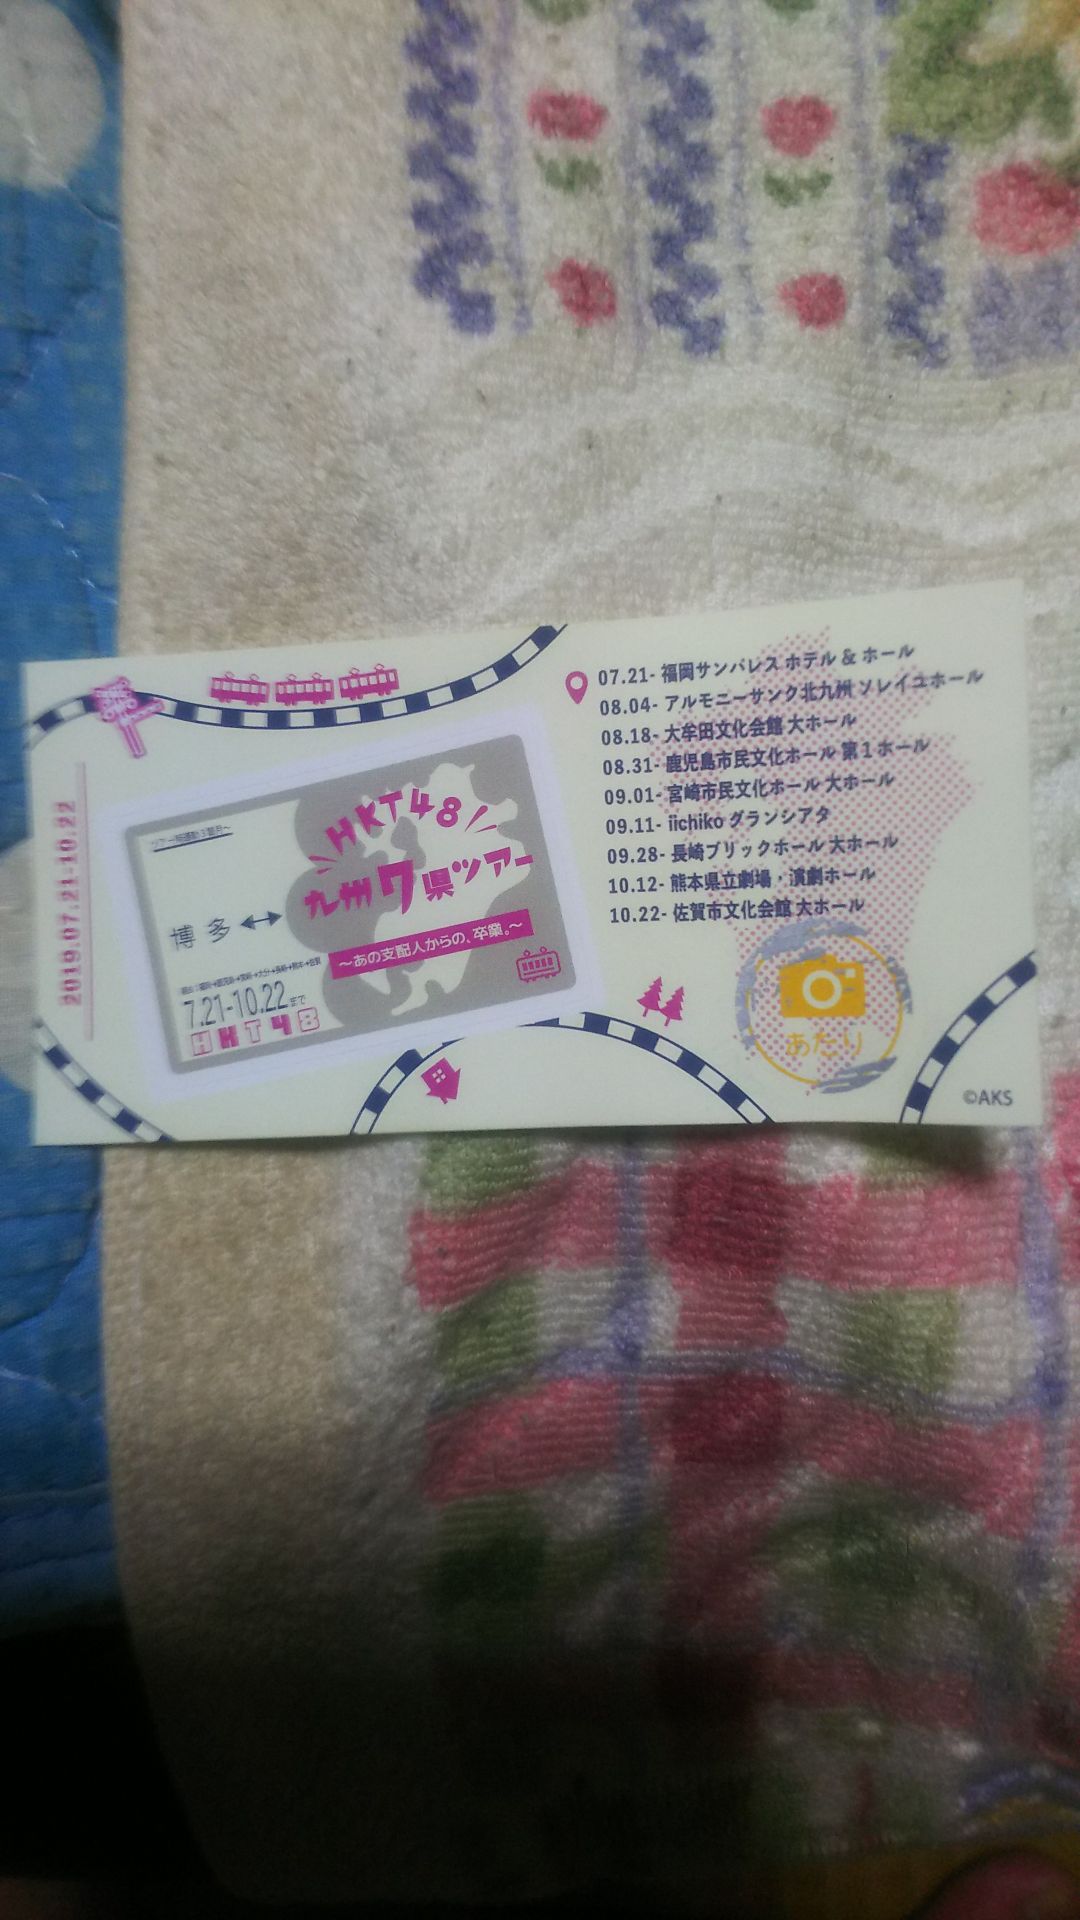 2019.07.21-10.22
博多
7.21-10.22まで
HKT48
HKT48
九州7県ツアー
〜あの支配人からの、卒業。〜
07.21- 福岡サンパレス ホテル & ホール
08.04- アルモニーサンク北九州 ソレイユホール
08.18- 大牟田文化会館 大ホール
08.31- 鹿児島市民文化ホール 第1ホール
09.01- 宮崎市民文化ホール 大ホール
09.11- iichiko グランシアタ
09.28- 長崎ブリックホール 大ホール
10.12- 熊本県立劇場・演劇ホール
10.22- 佐賀市文化会館 大ホール
あたり
©AKS